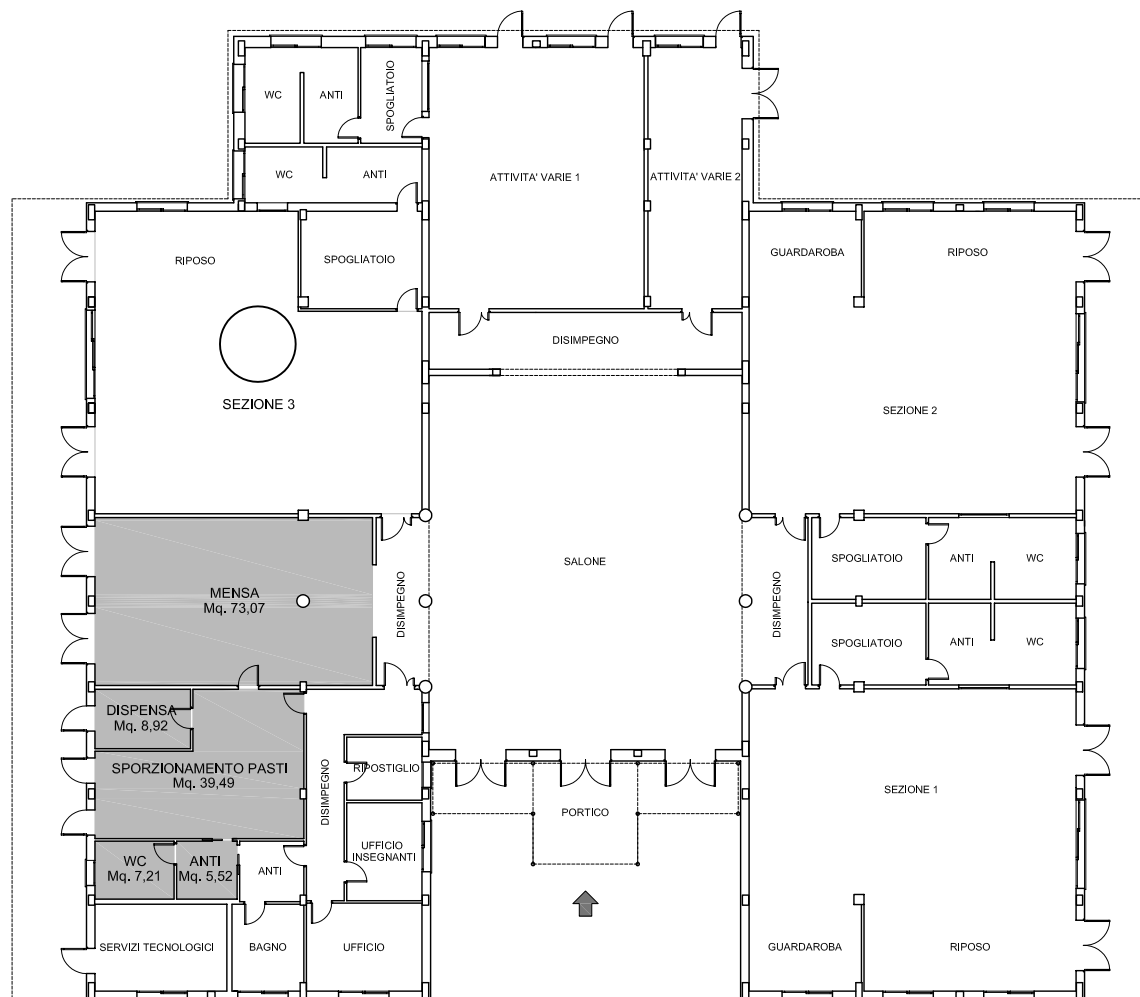 WC
ANTI
SPOGLIATOIO
WC
ANTI
ATTIVITA' VARIE 1
ATTIVITA' VARIE 2
RIPOSO
SPOGLIATOIO
GUARDAROBA
RIPOSO
DISIMPEGNO
SEZIONE 3
SEZIONE 2
MENSA
Mq. 73,07
DISIMPEGNO
SALONE
DISIMPEGNO
SPOGLIATOIO
ANTI
WC
SPOGLIATOIO
ANTI
WC
DISPENSA
Mq. 8,92
SPORZIONAMENTO PASTI
Mq. 39,49
DISIMPEGNO
RIPOSTIGLIO
PORTICO
SEZIONE 1
UFFICIO
INSEGNANTI
WC
Mq. 7,21
ANTI
Mq. 5,52
ANTI
SERVIZI TECNOLOGICI
BAGNO
UFFICIO
GUARDAROBA
RIPOSO